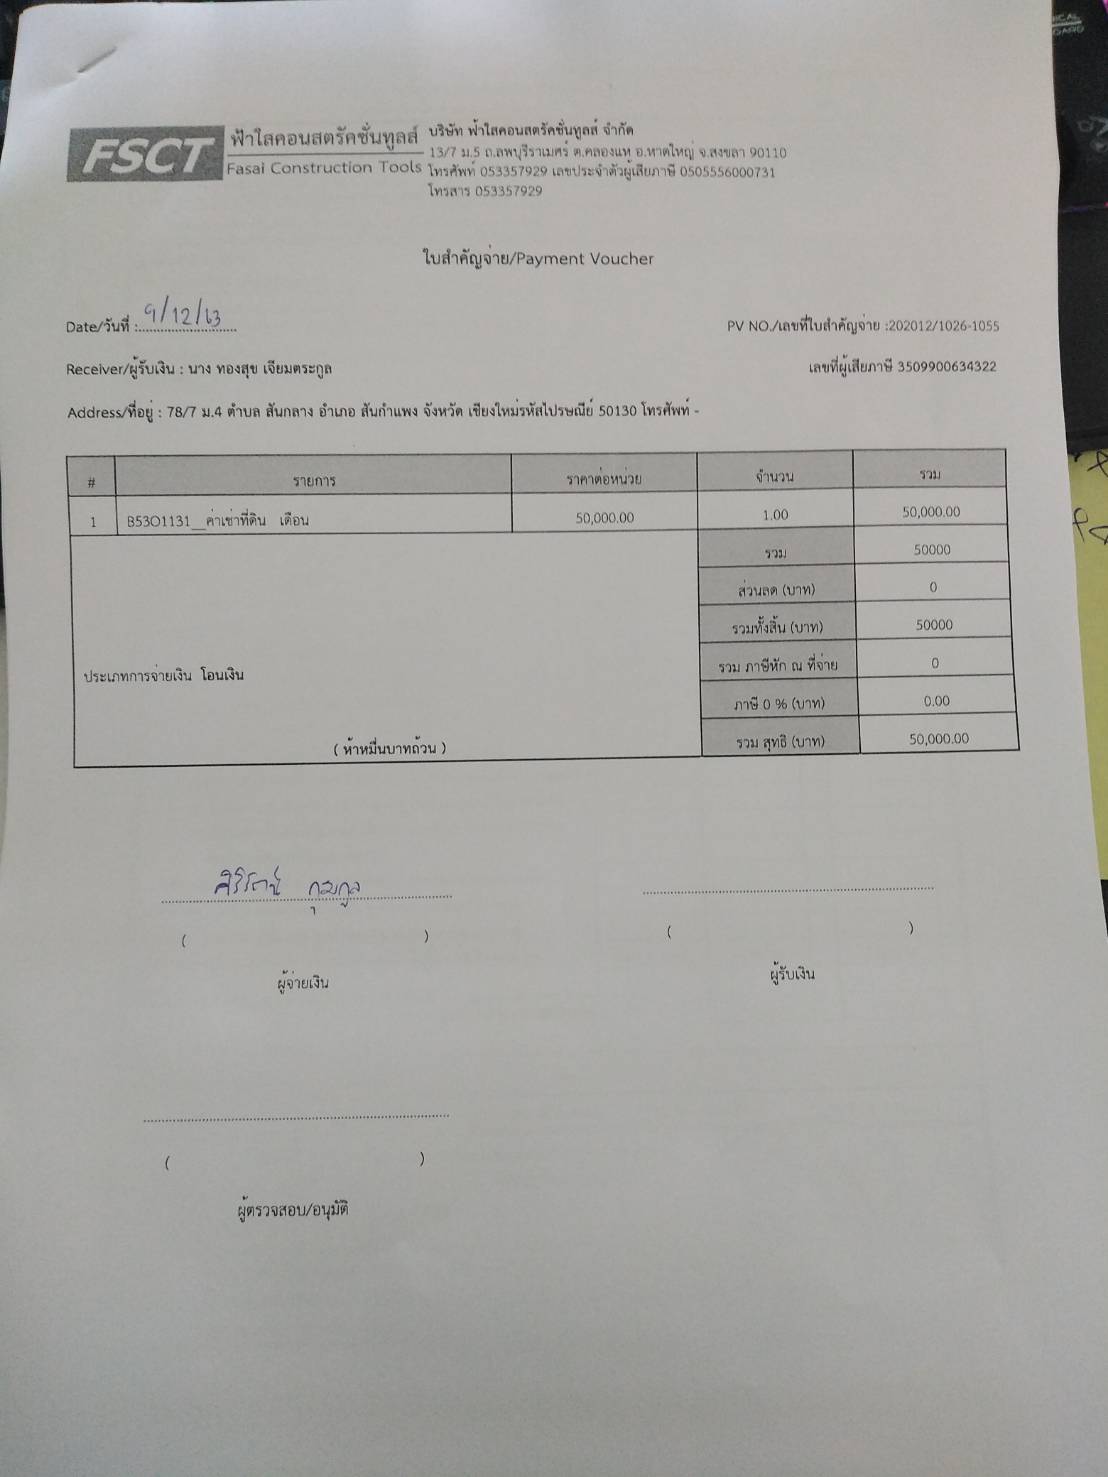 FSCT
ฟ้าใสคอนสตรัคชั่นทูลส์
Fasai Construction Tools
บริษัท ฟ้าใสคอนสตรัคชั่นทูลส์ จำกัด
13/7 ม.5 ถ.ลพบุรีราเมศร์ ต.คลองแห อ.หาดใหญ่ จ.สงขลา 90110
โทรศัพท์ 053357929 เลขประจำตัวผู้เสียภาษี 0505556000731
โทรสาร 053357929
ใบสำคัญจ่าย/Payment Voucher
Date/วันที่ : 9/12/63
PV NO./เลขที่ใบสำคัญจ่าย :202012/1026-1055
Receiver/ผู้รับเงิน : นาง ทองสุข เจียมตระกูล
เลขที่ผู้เสียภาษี 3509900634322
Address/ที่อยู่ : 78/7 ม.4 ตำบล สันกลาง อำเภอ สันกำแพง จังหวัด เชียงใหม่รหัสไปรษณีย์ 50130 โทรศัพท์ -
# รายการ ราคาต่อหน่วย จำนวน รวม
1 B53O1131__ค่าเช่าที่ดิน เดือน 50,000.00 1.00 50,000.00
รวม 50000
ส่วนลด (บาท) 0
รวมทั้งสิ้น (บาท) 50000
ประเภทการจ่ายเงิน โอนเงิน
รวม ภาษีหัก ณ ที่จ่าย 0
ภาษี 0 % (บาท) 0.00
( ห้าหมื่นบาทถ้วน )
รวม สุทธิ (บาท) 50,000.00
( )
( )
ผู้จ่ายเงิน
ผู้รับเงิน
( )
ผู้ตรวจสอบ/อนุมัติ